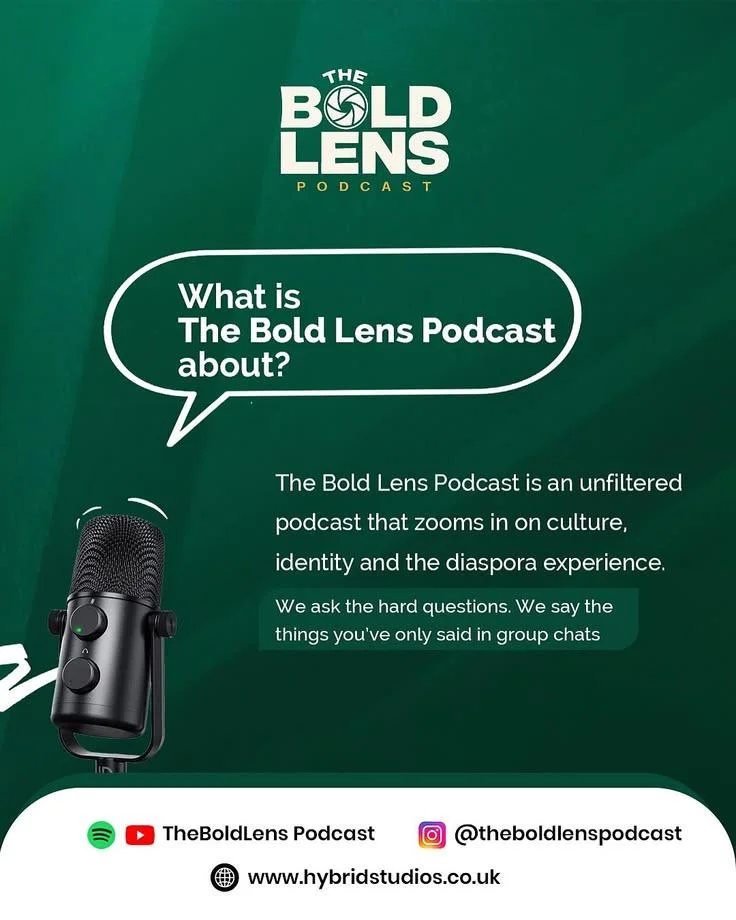 THE
BOLD
LENS
PODCAST
What is
The Bold Lens Podcast
about?
The Bold Lens Podcast is an unfiltered
podcast that zooms in on culture,
identity and the diaspora experience.
We ask the hard questions. We say the
things you've only said in group chats
TheBoldLens Podcast
@theboldlenspodcast
www.hybridstudios.co.uk